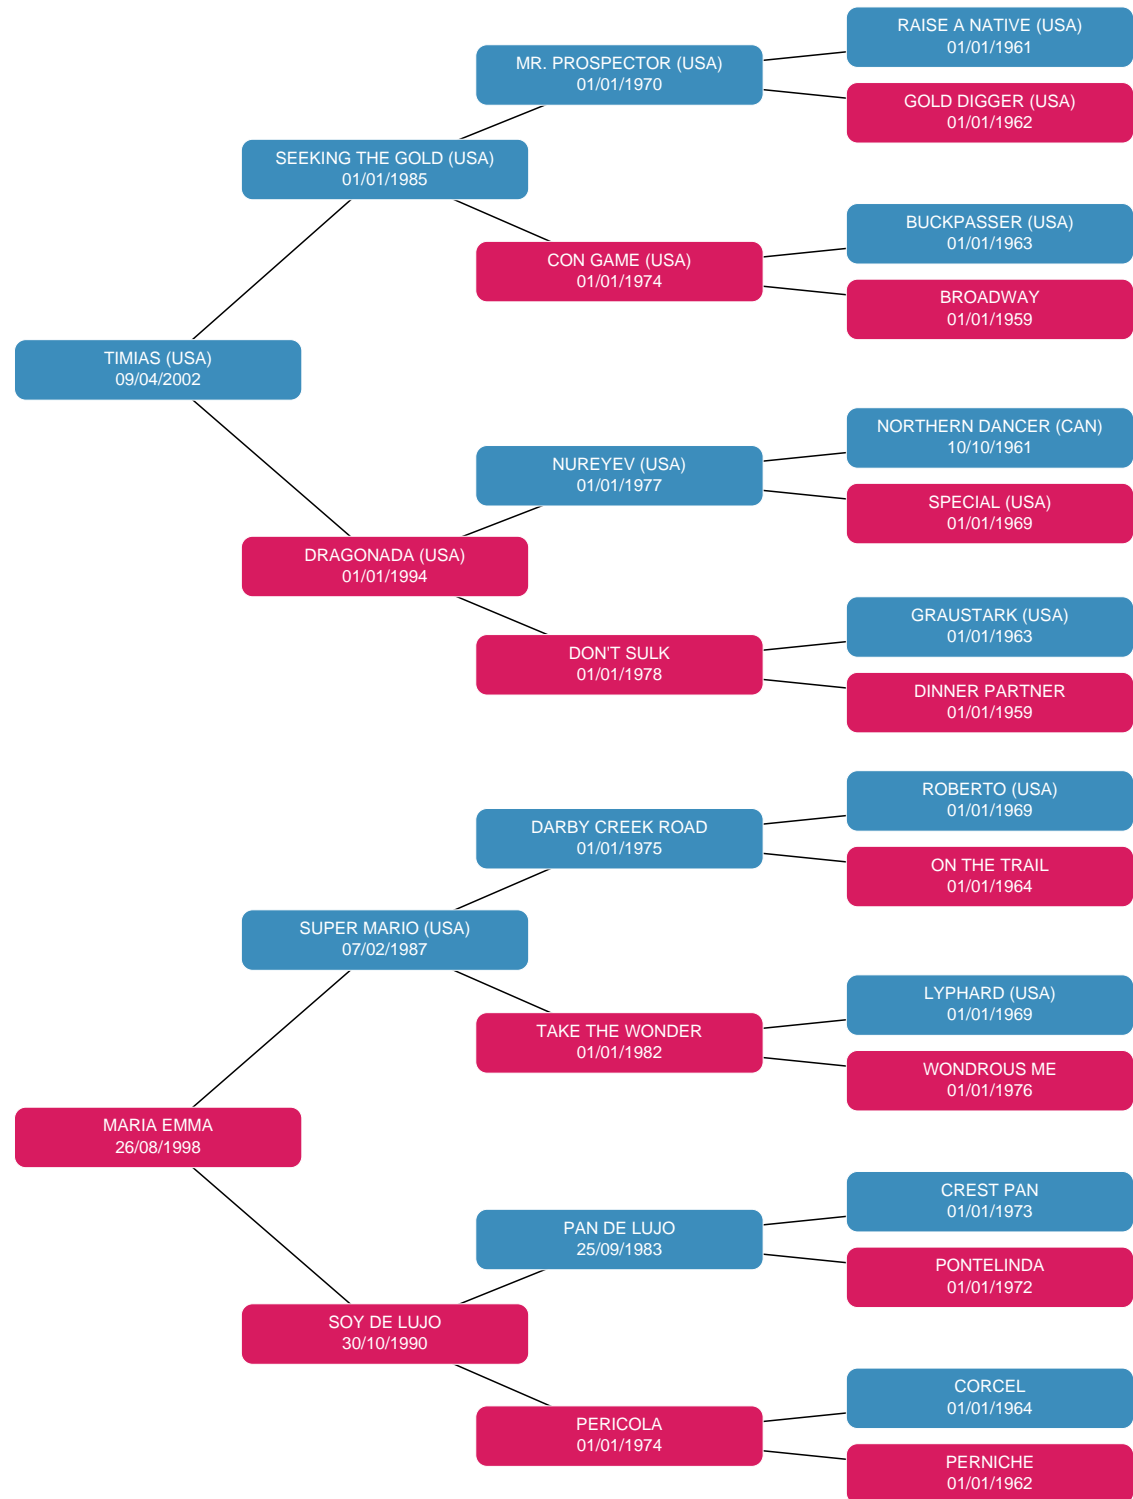 RAISE A NATIVE (USA)
01/01/1961
MR. PROSPECTOR (USA)
01/01/1970
GOLD DIGGER (USA)
01/01/1962
SEEKING THE GOLD (USA)
01/01/1985
BUCKPASSER (USA)
01/01/1963
CON GAME (USA)
01/01/1974
BROADWAY
01/01/1959
TIMIAS (USA)
09/04/2002
NORTHERN DANCER (CAN)
10/10/1961
NUREYEV (USA)
01/01/1977
SPECIAL (USA)
01/01/1969
DRAGONADA (USA)
01/01/1994
GRAUSTARK (USA)
01/01/1963
DON'T SULK
01/01/1978
DINNER PARTNER
01/01/1959
ROBERTO (USA)
01/01/1969
DARBY CREEK ROAD
01/01/1975
ON THE TRAIL
01/01/1964
SUPER MARIO (USA)
07/02/1987
LYPHARD (USA)
01/01/1969
TAKE THE WONDER
01/01/1982
WONDROUS ME
01/01/1976
MARIA EMMA
26/08/1998
CREST PAN
01/01/1973
PAN DE LUJO
25/09/1983
PONTELINDA
01/01/1972
SOY DE LUJO
30/10/1990
CORCEL
01/01/1964
PERICOLA
01/01/1974
PERNICHE
01/01/1962